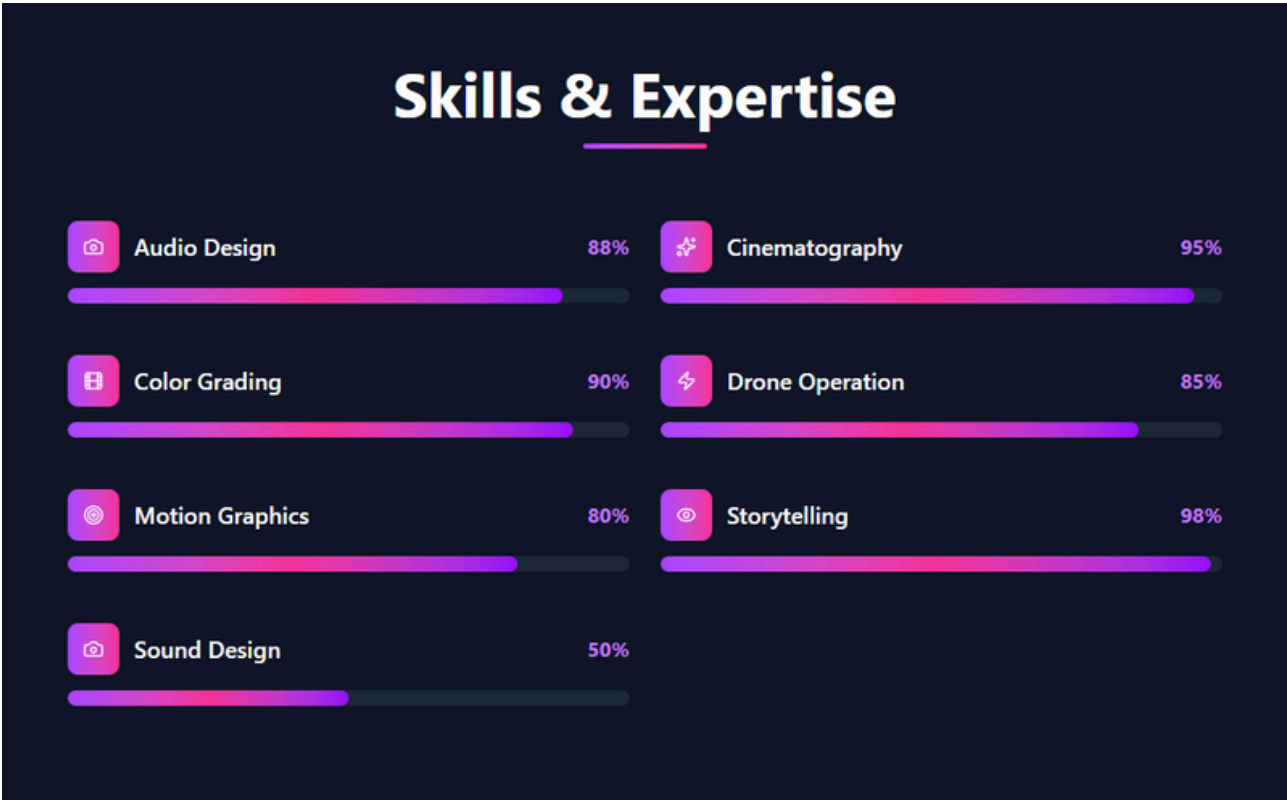 Skills & Expertise
Audio Design 88%
Cinematography 95%
Color Grading 90%
Drone Operation 85%
Motion Graphics 80%
Storytelling 98%
Sound Design 50%